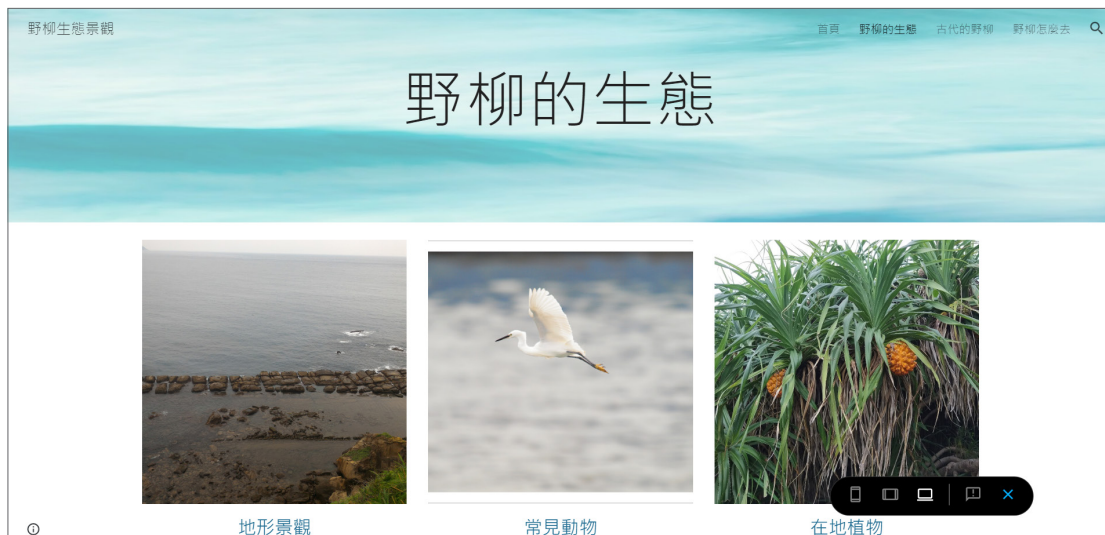 野柳生態景觀
首頁 野柳的生態 古代的野柳 野柳怎麼去
野柳的生態
地形景觀 常見動物 在地植物